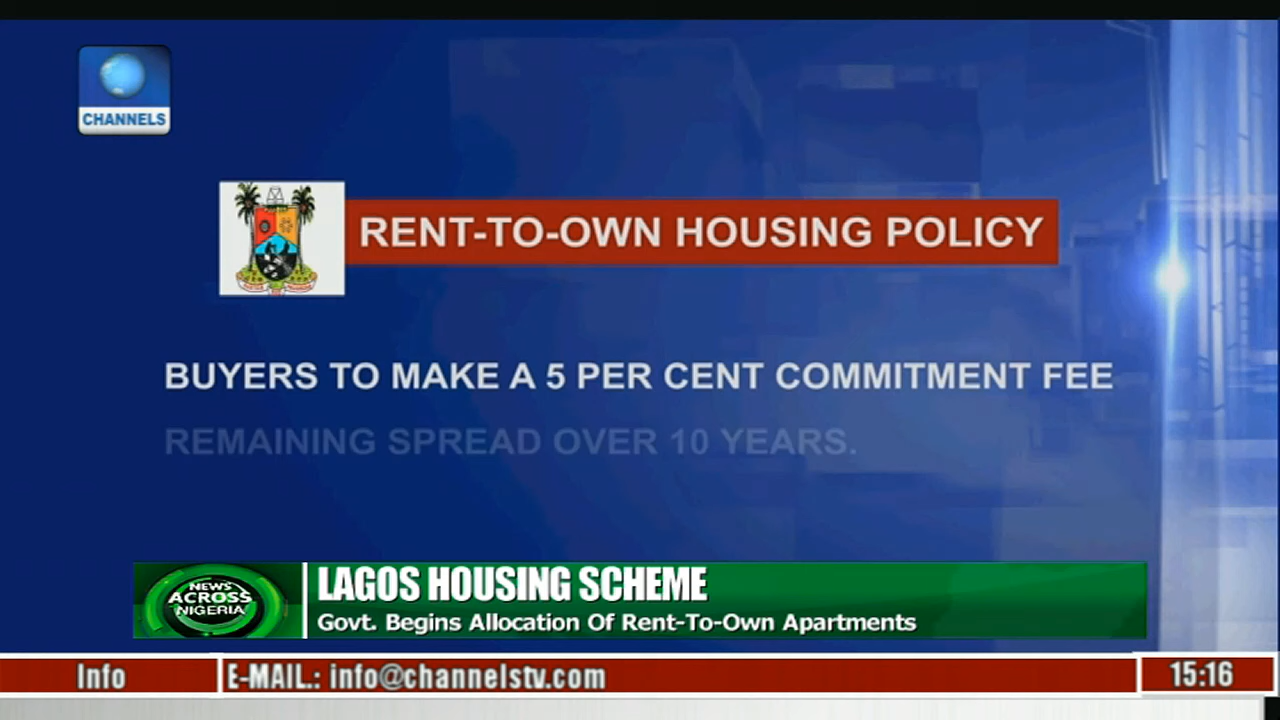 CHANNELS
RENT-TO-OWN HOUSING POLICY
BUYERS TO MAKE A 5 PER CENT COMMITMENT FEE
REMAINING SPREAD OVER 10 YEARS.
NEWS
ACROSS
NIGERIA
LAGOS HOUSING SCHEME
Govt. Begins Allocation Of Rent-To-Own Apartments
Info
E-MAIL.: info@channelstv.com
15:16